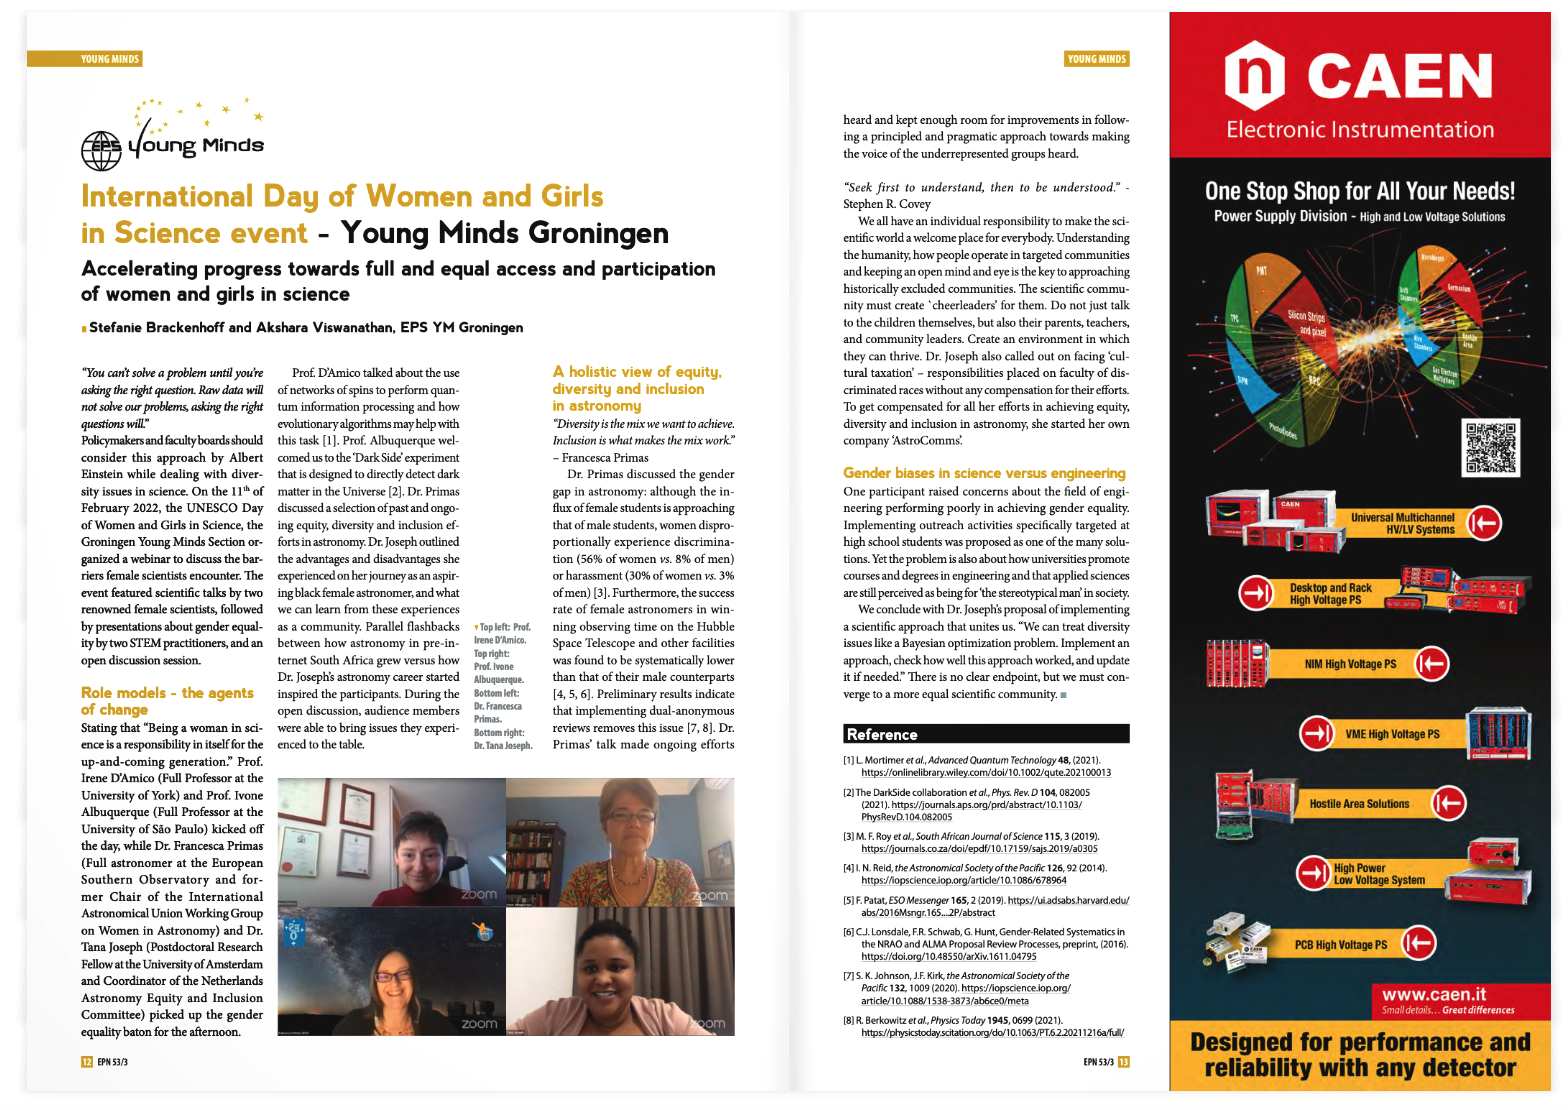 YOUNG MINDS
EPS Young Minds
International Day of Women and Girls
in Science event - Young Minds Groningen
Accelerating progress towards full and equal access and participation
of women and girls in science
Stefanie Brackenhoff and Akshara Viswanathan, EPS YM Groningen
“You can’t solve a problem until you’re
asking the right question. Raw data will
not solve our problems, asking the right
questions will.”
Policymakers and faculty boards should
consider this approach by Albert
Einstein while dealing with diver-
sity issues in science. On the 11th of
February 2022, the UNESCO Day
of Women and Girls in Science, the
Groningen Young Minds Section or-
ganized a webinar to discuss the bar-
riers female scientists encounter. The
event featured scientific talks by two
renowned female scientists, followed
by presentations about gender equal-
ity by two STEM practitioners, and an
open discussion session.
Role models - the agents
of change
Stating that “Being a woman in sci-
ence is a responsibility in itself for the
up-and-coming generation.” Prof.
Irene D’Amico (Full Professor at the
University of York) and Prof. Ivone
Albuquerque (Full Professor at the
University of São Paulo) kicked off
the day, while Dr. Francesca Primas
(Full astronomer at the European
Southern Observatory and for-
mer Chair of the International
Astronomical Union Working Group
on Women in Astronomy) and Dr.
Tana Joseph (Postdoctoral Research
Fellow at the University of Amsterdam
and Coordinator of the Netherlands
Astronomy Equity and Inclusion
Committee) picked up the gender
equality baton for the afternoon.
Prof. D’Amico talked about the use
of networks of spins to perform quan-
tum information processing and how
evolutionary algorithms may help with
this task [1]. Prof. Albuquerque wel-
comed us to the ‘Dark Side’ experiment
that is designed to directly detect dark
matter in the Universe [2]. Dr. Primas
discussed a selection of past and ongo-
ing equity, diversity and inclusion ef-
forts in astronomy. Dr. Joseph outlined
the advantages and disadvantages she
experienced on her journey as an aspir-
ing black female astronomer, and what
we can learn from these experiences
as a community. Parallel flashbacks
between how astronomy in pre-in-
ternet South Africa grew versus how
Dr. Joseph’s astronomy career started
inspired the participants. During the
open discussion, audience members
were able to bring issues they experi-
enced to the table.
▼ Top left: Prof.
Irene D’Amico.
Top right:
Prof. Ivone
Albuquerque.
Bottom left:
Dr. Francesca
Primas.
Bottom right:
Dr. Tana Joseph.
A holistic view of equity,
diversity and inclusion
in astronomy
“Diversity is the mix we want to achieve.
Inclusion is what makes the mix work.”
– Francesca Primas
Dr. Primas discussed the gender
gap in astronomy: although the in-
flux of female students is approaching
that of male students, women dispro-
portionally experience discrimina-
tion (56% of women vs. 8% of men)
or harassment (30% of women vs. 3%
of men) [3]. Furthermore, the success
rate of female astronomers in win-
ning observing time on the Hubble
Space Telescope and other facilities
was found to be systematically lower
than that of their male counterparts
[4, 5, 6]. Preliminary results indicate
that implementing dual-anonymous
reviews removes this issue [7, 8]. Dr.
Primas’ talk made ongoing efforts
zoom
zoom
zoom
zoom
12 EPN 53/3
YOUNG MINDS
heard and kept enough room for improvements in follow-
ing a principled and pragmatic approach towards making
the voice of the underrepresented groups heard.
“Seek first to understand, then to be understood.” -
Stephen R. Covey
We all have an individual responsibility to make the sci-
entific world a welcome place for everybody. Understanding
the humanity, how people operate in targeted communities
and keeping an open mind and eye is the key to approaching
historically excluded communities. The scientific commu-
nity must create `cheerleaders’ for them. Do not just talk
to the children themselves, but also their parents, teachers,
and community leaders. Create an environment in which
they can thrive. Dr. Joseph also called out on facing ‘cul-
tural taxation’ – responsibilities placed on faculty of dis-
criminated races without any compensation for their efforts.
To get compensated for all her efforts in achieving equity,
diversity and inclusion in astronomy, she started her own
company ‘AstroComms’.
Gender biases in science versus engineering
One participant raised concerns about the field of engi-
neering performing poorly in achieving gender equality.
Implementing outreach activities specifically targeted at
high school students was proposed as one of the many solu-
tions. Yet the problem is also about how universities promote
courses and degrees in engineering and that applied sciences
are still perceived as being for ‘the stereotypical man’ in society.
We conclude with Dr. Joseph’s proposal of implementing
a scientific approach that unites us. “We can treat diversity
issues like a Bayesian optimization problem. Implement an
approach, check how well this approach worked, and update
it if needed.” There is no clear endpoint, but we must con-
verge to a more equal scientific community.
Reference
[1] L. Mortimer et al., Advanced Quantum Technology 48, (2021).
https://onlinelibrary.wiley.com/doi/10.1002/qute.202100013
[2] The DarkSide collaboration et al., Phys. Rev. D 104, 082005
(2021). https://journals.aps.org/prd/abstract/10.1103/
PhysRevD.104.082005
[3] M. F. Roy et al., South African Journal of Science 115, 3 (2019).
https://journals.co.za/doi/epdf/10.17159/sajs.2019/a0305
[4] I. N. Reid, the Astronomical Society of the Pacific 126, 92 (2014).
https://iopscience.iop.org/article/10.1086/678964
[5] F. Patat, ESO Messenger 165, 2 (2019). https://ui.adsabs.harvard.edu/
abs/2016Msngr.165....2P/abstract
[6] C.J. Lonsdale, F.R. Schwab, G. Hunt, Gender-Related Systematics in
the NRAO and ALMA Proposal Review Processes, preprint, (2016).
https://doi.org/10.48550/arXiv.1611.04795
[7] S. K. Johnson, J.F. Kirk, the Astronomical Society of the
Pacific 132, 1009 (2020). https://iopscience.iop.org/
article/10.1088/1538-3873/ab6ce0/meta
[8] R. Berkowitz et al., Physics Today 1945, 0699 (2021).
https://physicstoday.scitation.org/do/10.1063/PT.6.2.20211216a/full/
EPN 53/3 13
n CAEN
Electronic Instrumentation
One Stop Shop for All Your Needs!
Power Supply Division - High and Low Voltage Solutions
PMT
TPC
SiPM
Silicon Strips
and pixel
RPC
Photodiodes
Drift
Chambers
Germanium
Wire
Chambers
Gas Electron
Multipliers
Universal Multichannel
HV/LV Systems
Desktop and Rack
High Voltage PS
NIM High Voltage PS
VME High Voltage PS
Hostile Area Solutions
High Power
Low Voltage System
PCB High Voltage PS
www.caen.it
Small details... Great differences
Designed for performance and
reliability with any detector